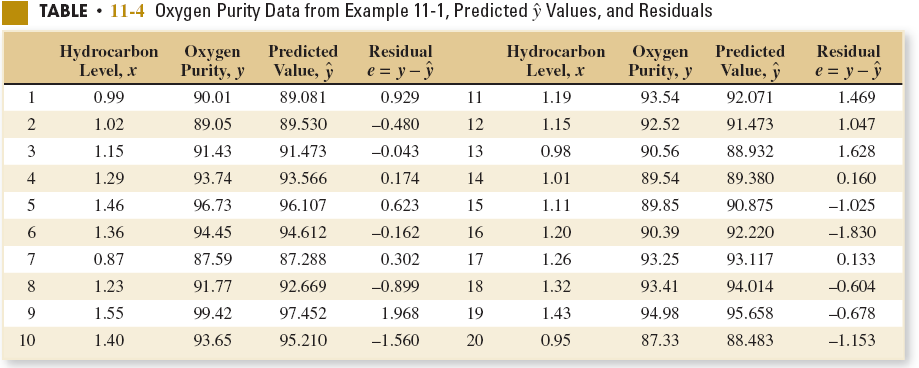 TABLE • 11-4 Oxygen Purity Data from Example 11-1, Predicted ŷ Values, and Residuals
Hydrocarbon Oxygen Predicted Residual Hydrocarbon Oxygen Predicted Residual
Level, x Purity, y Value, ŷ e = y – ŷ Level, x Purity, y Value, ŷ e = y – ŷ
1 0.99 90.01 89.081 0.929 11 1.19 93.54 92.071 1.469
2 1.02 89.05 89.530 –0.480 12 1.15 92.52 91.473 1.047
3 1.15 91.43 91.473 –0.043 13 0.98 90.56 88.932 1.628
4 1.29 93.74 93.566 0.174 14 1.01 89.54 89.380 0.160
5 1.46 96.73 96.107 0.623 15 1.11 89.85 90.875 –1.025
6 1.36 94.45 94.612 –0.162 16 1.20 90.39 92.220 –1.830
7 0.87 87.59 87.288 0.302 17 1.26 93.25 93.117 0.133
8 1.23 91.77 92.669 –0.899 18 1.32 93.41 94.014 –0.604
9 1.55 99.42 97.452 1.968 19 1.43 94.98 95.658 –0.678
10 1.40 93.65 95.210 –1.560 20 0.95 87.33 88.483 –1.153